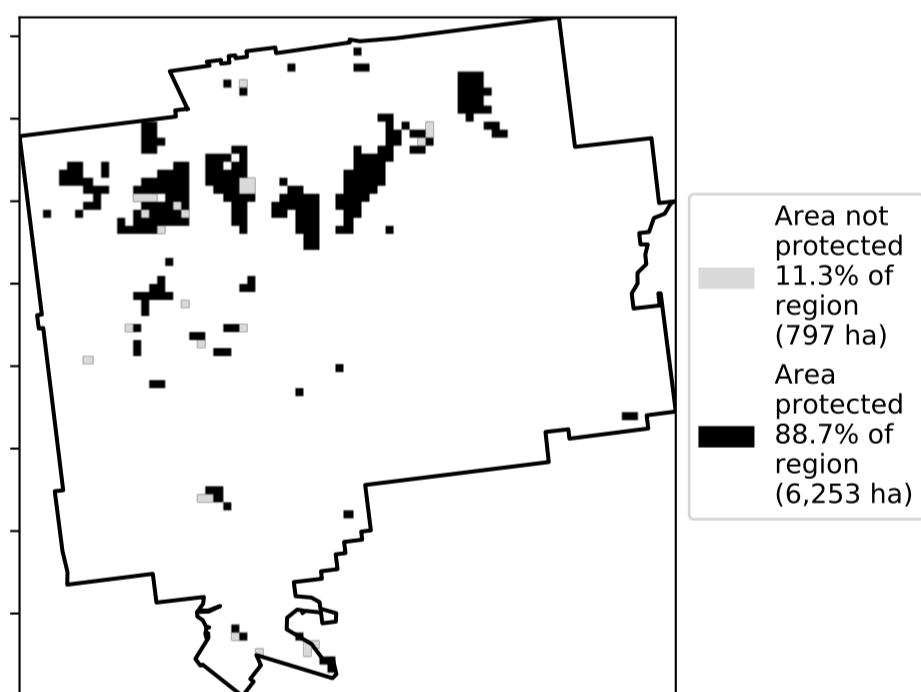 Area not
protected
11.3% of
region
(797 ha)
Area
protected
88.7% of
region
(6,253 ha)